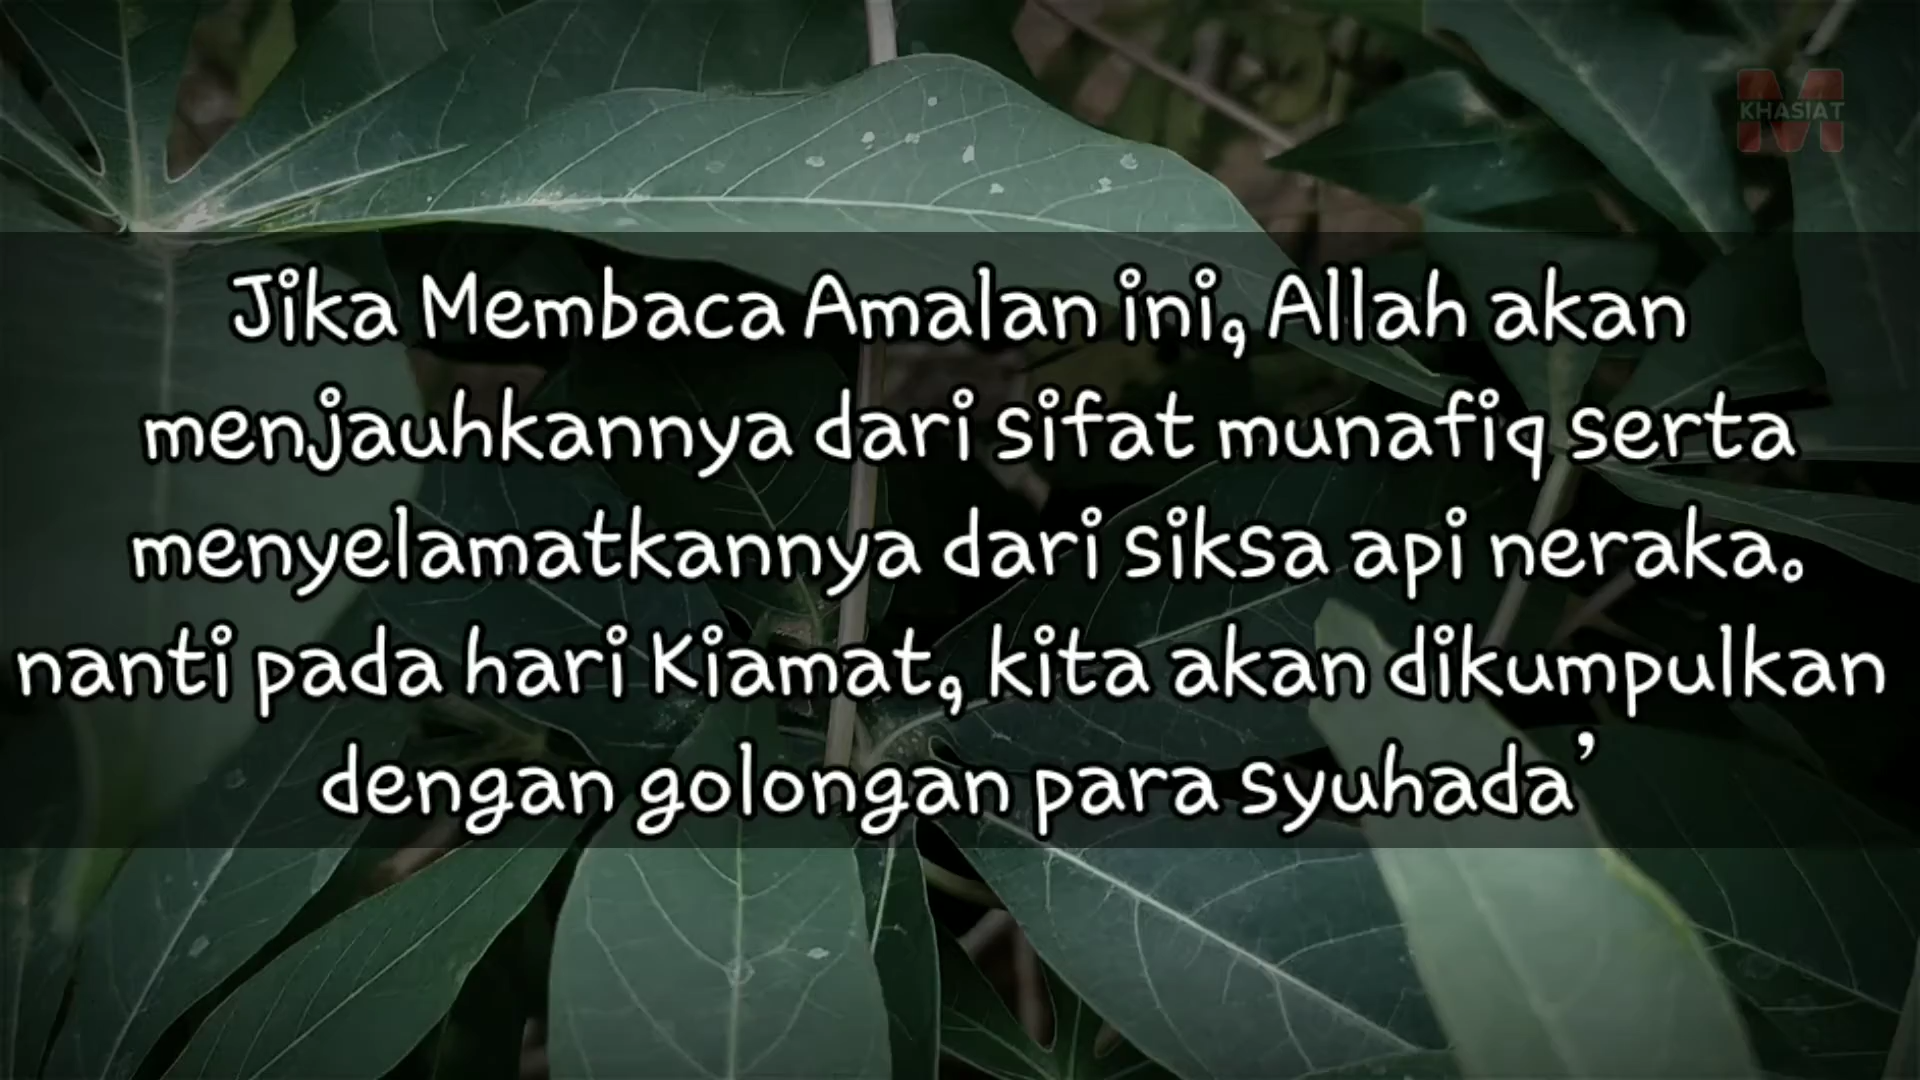 KHASIAT
Jika Membaca Amalan ini, Allah akan
menjauhkannya dari sifat munafiq serta
menyelamatkannya dari siksa api neraka.
nanti pada hari Kiamat, kita akan dikumpulkan
dengan golongan para syuhada’